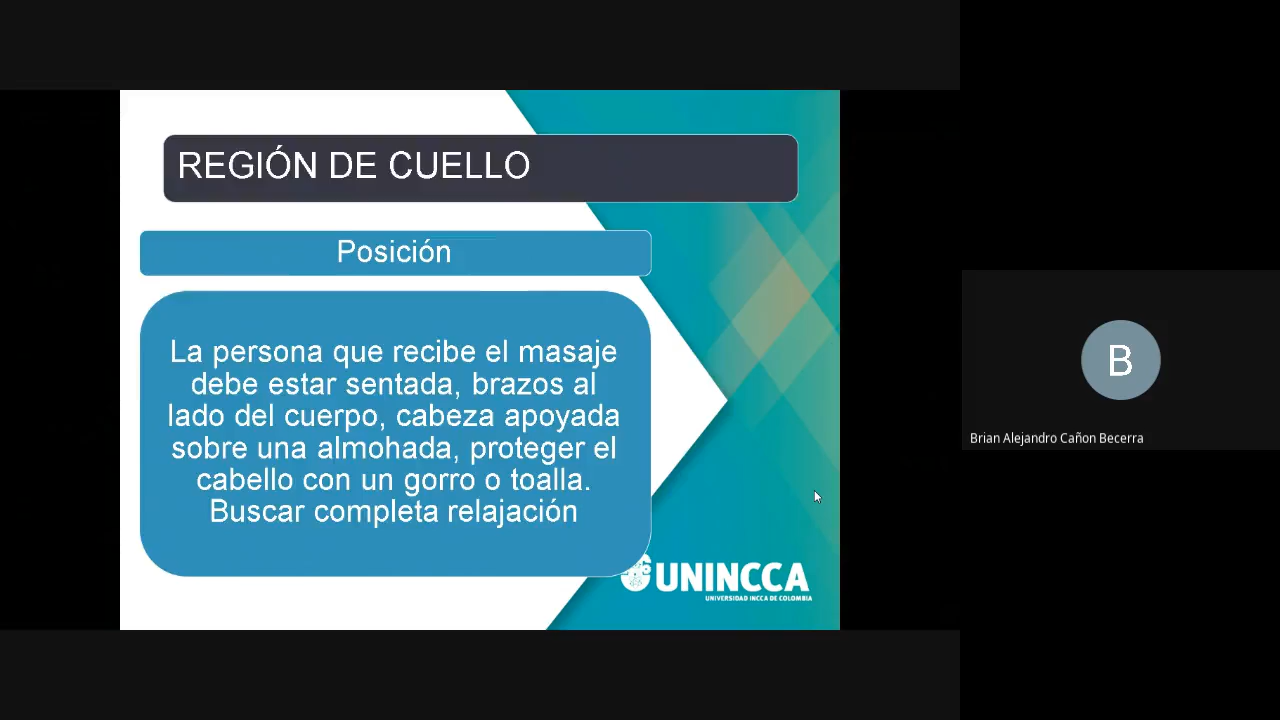 REGIÓN DE CUELLO
Posición
La persona que recibe el masaje
debe estar sentada, brazos al
lado del cuerpo, cabeza apoyada
sobre una almohada, proteger el
cabello con un gorro o toalla.
Buscar completa relajación
UNINCCA
UNIVERSIDAD INCCA DE COLOMBIA
B
Brian Alejandro Cañon Becerra